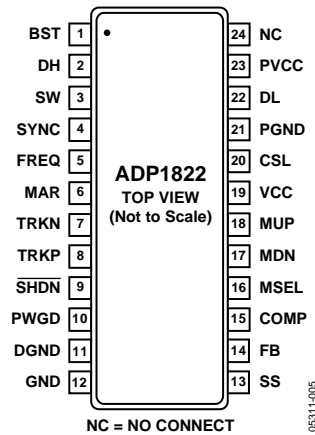 BST 1 24 NC
DH 2 23 PVCC
SW 3 22 DL
SYNC 4 21 PGND
FREQ 5 20 CSL
MAR 6 19 VCC
TRKN 7 18 MUP
TRKP 8 17 MDN
SHDN 9 16 MSEL
PWGD 10 15 COMP
DGND 11 14 FB
GND 12 13 SS
ADP1822
TOP VIEW
(Not to Scale)
NC = NO CONNECT
05311-005